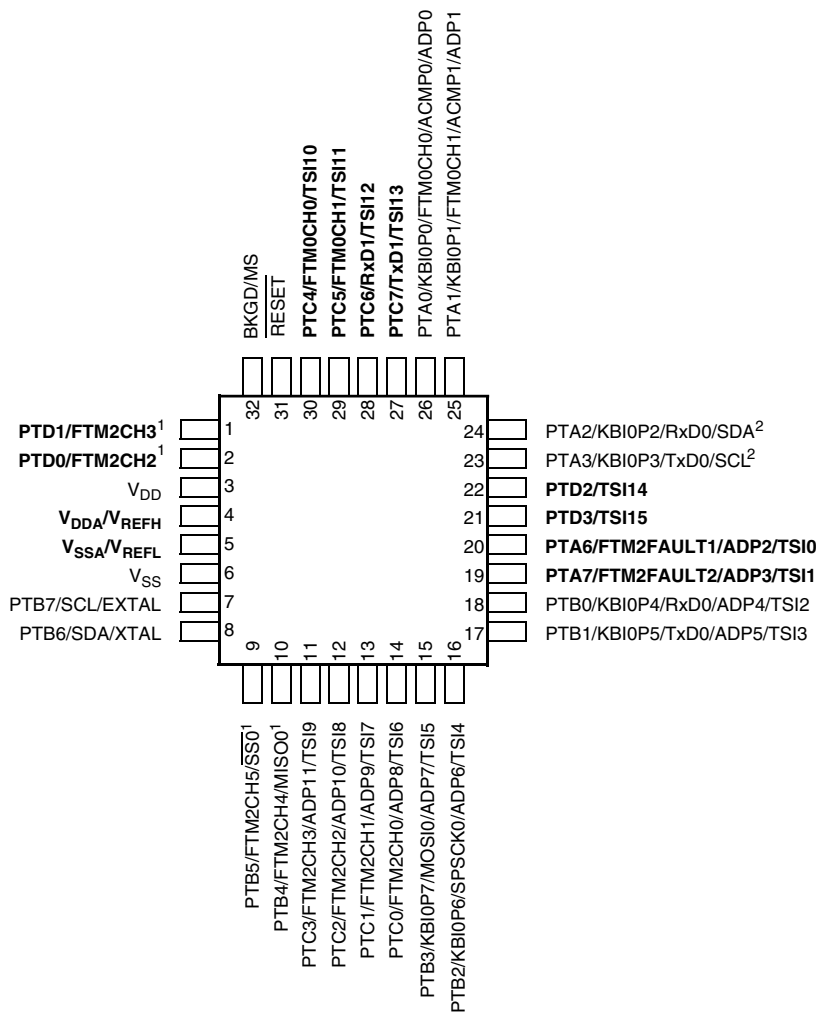 BKGD/MS
RESET
PTC4/FTM0CH0/TSI10
PTC5/FTM0CH1/TSI11
PTC6/RxD1/TSI12
PTC7/TxD1/TSI13
PTA0/KBI0P0/FTM0CH0/ACMP0/ADP0
PTA1/KBI0P1/FTM0CH1/ACMP1/ADP1
32
31
30
29
28
27
26
25
PTD1/FTM2CH3¹
1
PTD0/FTM2CH2¹
2
VDD
3
VDDA/VREFH
4
VSSA/VREFL
5
VSS
6
PTB7/SCL/EXTAL
7
PTB6/SDA/XTAL
8
24
PTA2/KBI0P2/RxD0/SDA²
23
PTA3/KBI0P3/TxD0/SCL²
22
PTD2/TSI14
21
PTD3/TSI15
20
PTA6/FTM2FAULT1/ADP2/TSI0
19
PTA7/FTM2FAULT2/ADP3/TSI1
18
PTB0/KBI0P4/RxD0/ADP4/TSI2
17
PTB1/KBI0P5/TxD0/ADP5/TSI3
9
10
11
12
13
14
15
16
PTB5/FTM2CH5/SS0¹
PTB4/FTM2CH4/MISO0¹
PTC3/FTM2CH3/ADP11/TSI9
PTC2/FTM2CH2/ADP10/TSI8
PTC1/FTM2CH1/ADP9/TSI7
PTC0/FTM2CH0/ADP8/TSI6
PTB3/KBI0P7/MOSI0/ADP7/TSI5
PTB2/KBI0P6/SPSCK0/ADP6/TSI4